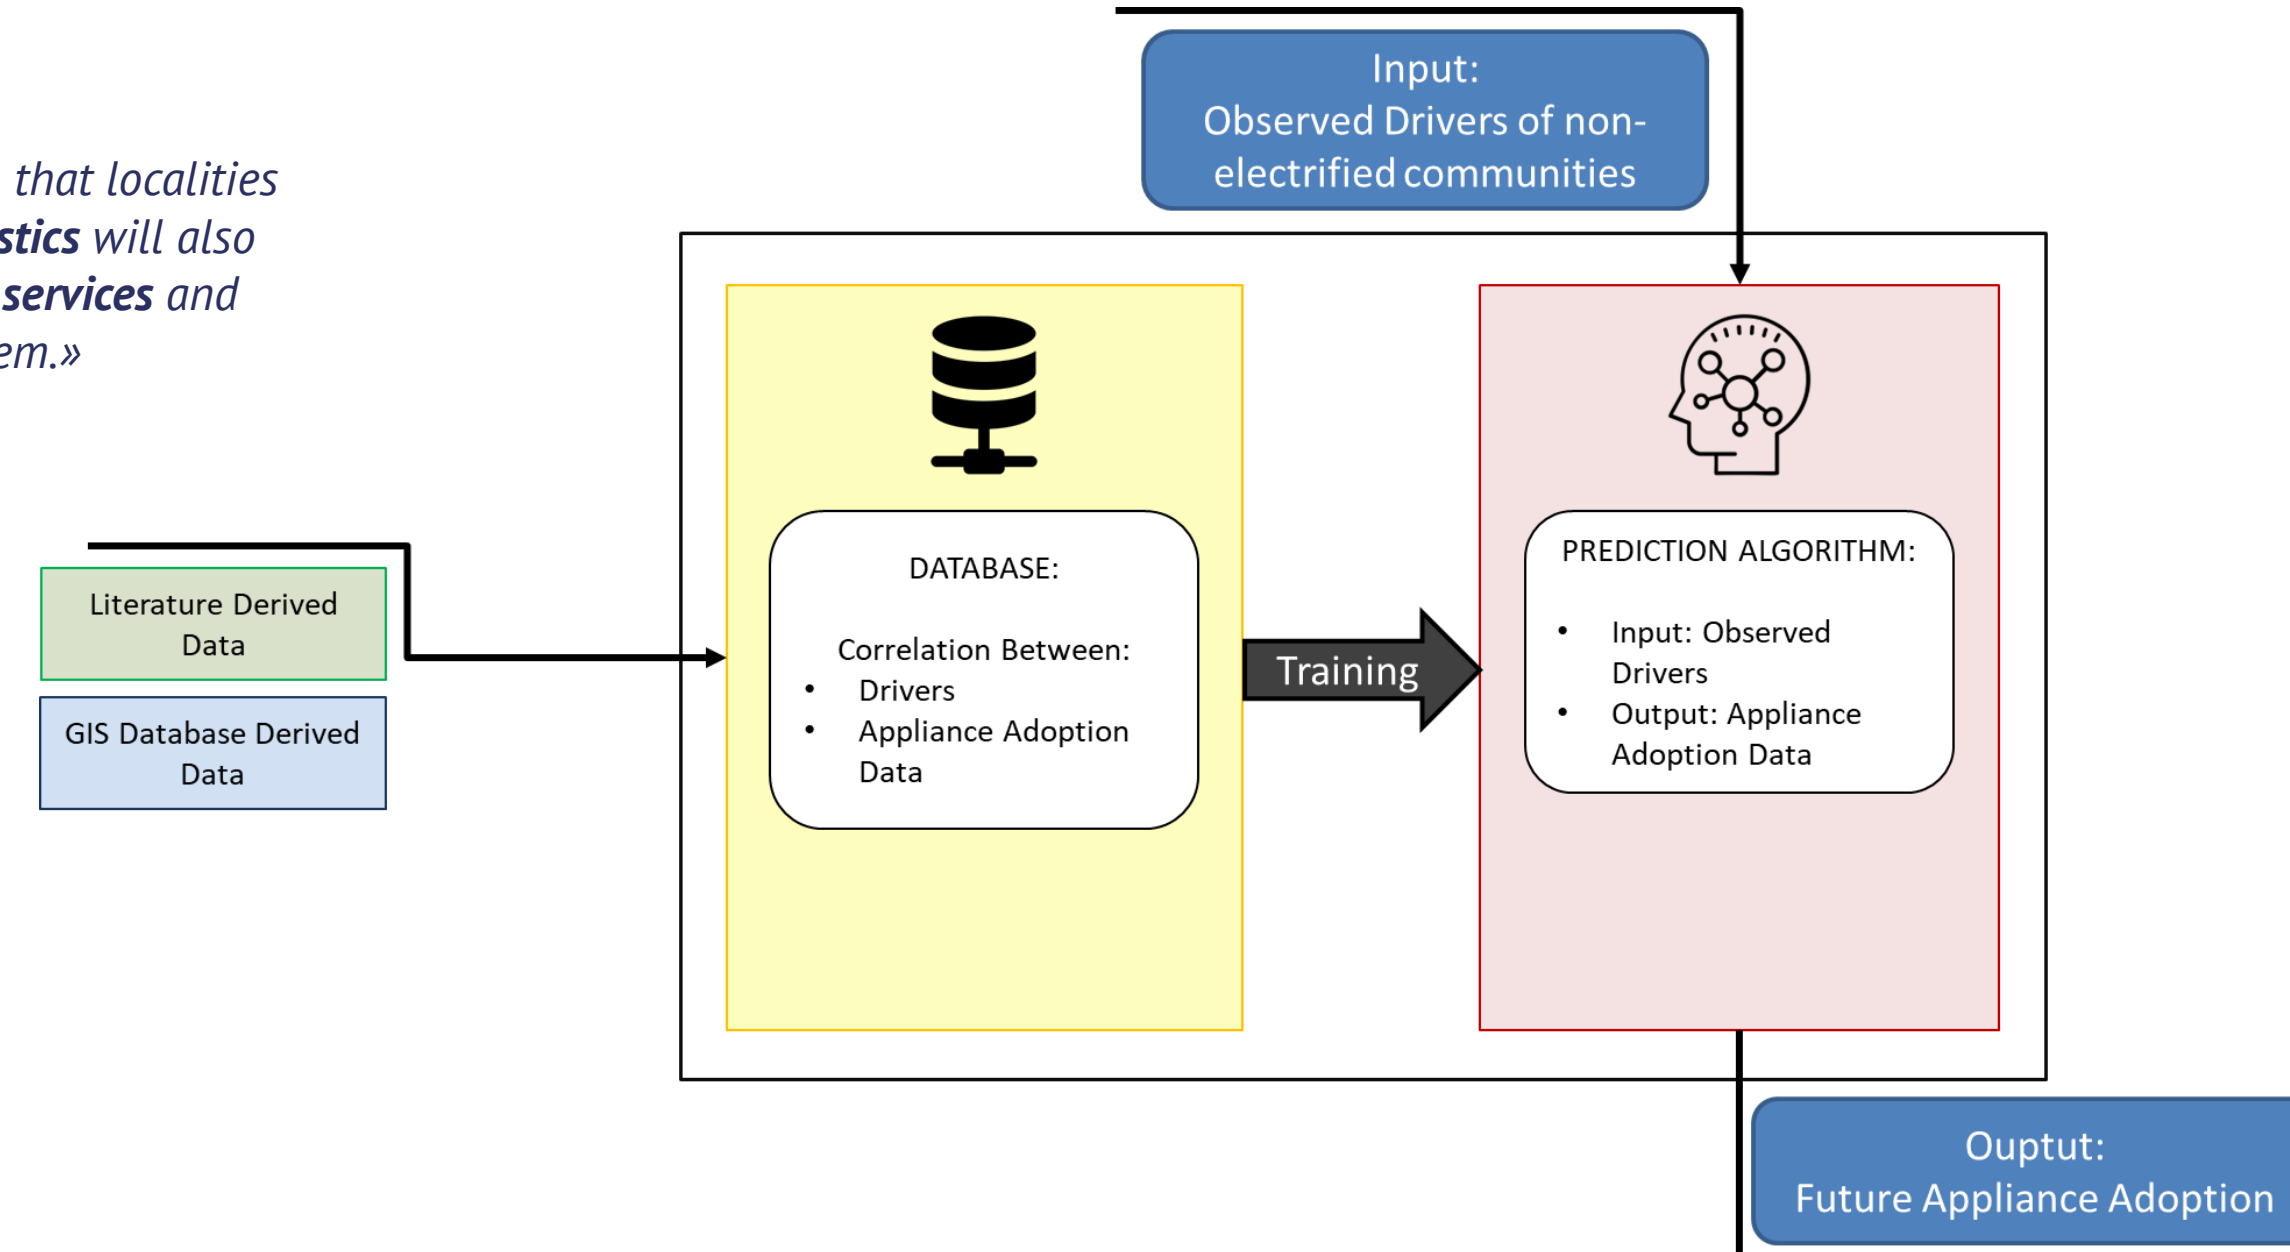 Input:
Observed Drivers of non-
electrified communities
that localities
stics will also
services and
em.»
Literature Derived
Data
GIS Database Derived
Data
DATABASE:
Correlation Between:
• Drivers
• Appliance Adoption
Data
Training
PREDICTION ALGORITHM:
• Input: Observed
Drivers
• Output: Appliance
Adoption Data
Ouptut:
Future Appliance Adoption